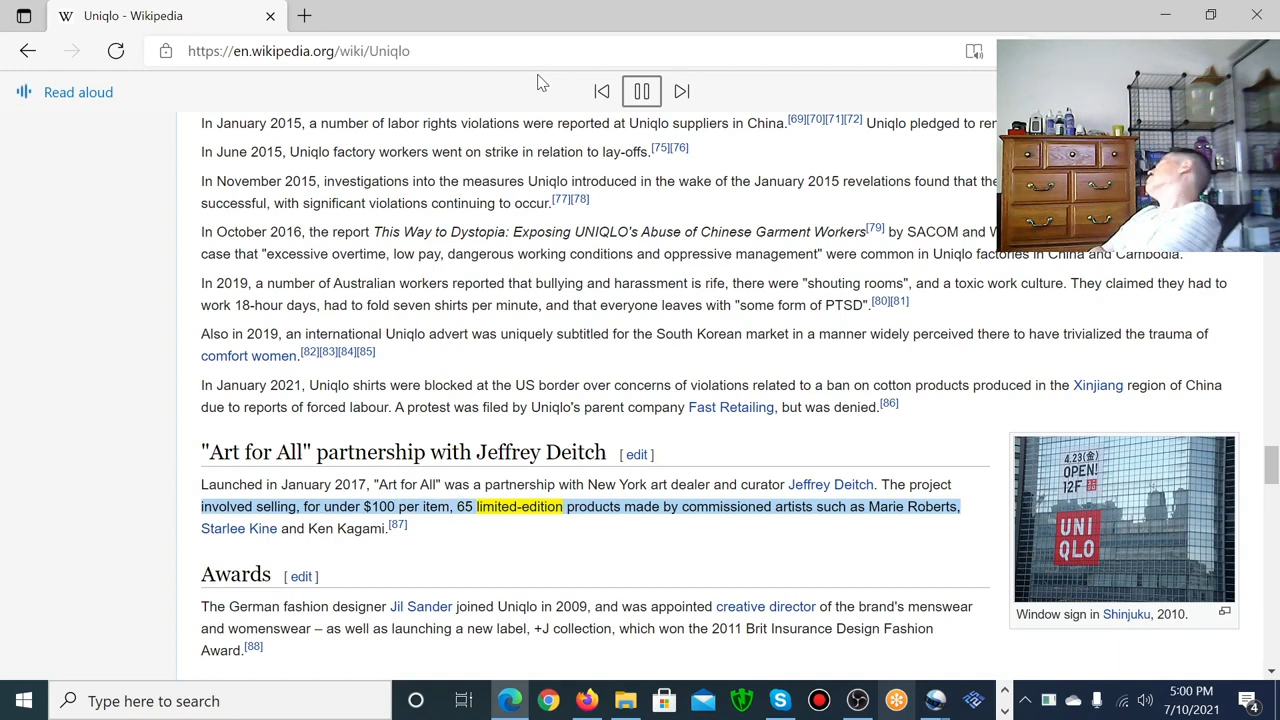 Uniqlo - Wikipedia
https://en.wikipedia.org/wiki/Uniqlo
Read aloud
In January 2015, a number of labor rights violations were reported at Uniqlo suppliers in China.[69][70][71][72] Uniqlo pledged to
In June 2015, Uniqlo factory workers went on strike in relation to lay-offs.[75][76]
In November 2015, investigations into the measures Uniqlo introduced in the wake of the January 2015 revelations found that
successful, with significant violations continuing to occur.[77][78]
In October 2016, the report This Way to Dystopia: Exposing UNIQLO's Abuse of Chinese Garment Workers[79] by SACOM and
case that "excessive overtime, low pay, dangerous working conditions and oppressive management" were common in Uniqlo factories in China and Cambodia.
In 2019, a number of Australian workers reported that bullying and harassment is rife, there were "shouting rooms", and a toxic work culture. They claimed they had to
work 18-hour days, had to fold seven shirts per minute, and that everyone leaves with "some form of PTSD".[80][81]
Also in 2019, an international Uniqlo advert was uniquely subtitled for the South Korean market in a manner widely perceived there to have trivialized the trauma of
comfort women.[82][83][84][85]
In January 2021, Uniqlo shirts were blocked at the US border over concerns of violations related to a ban on cotton products produced in the Xinjiang region of China
due to reports of forced labour. A protest was filed by Uniqlo's parent company Fast Retailing, but was denied.[86]
"Art for All" partnership with Jeffrey Deitch [ edit ]
Launched in January 2017, "Art for All" was a partnership with New York art dealer and curator Jeffrey Deitch. The project
involved selling, for under $100 per item, 65 limited-edition products made by commissioned artists such as Marie Roberts,
Starlee Kine and Ken Kagami.[87]
4.23(金)
OPEN!
12F
UNI
QLO
Window sign in Shinjuku, 2010.
Awards [ edit ]
The German fashion designer Jil Sander joined Uniqlo in 2009, and was appointed creative director of the brand's menswear
and womenswear – as well as launching a new label, +J collection, which won the 2011 Brit Insurance Design Fashion
Award.[88]
Type here to search
5:00 PM
7/10/2021
4